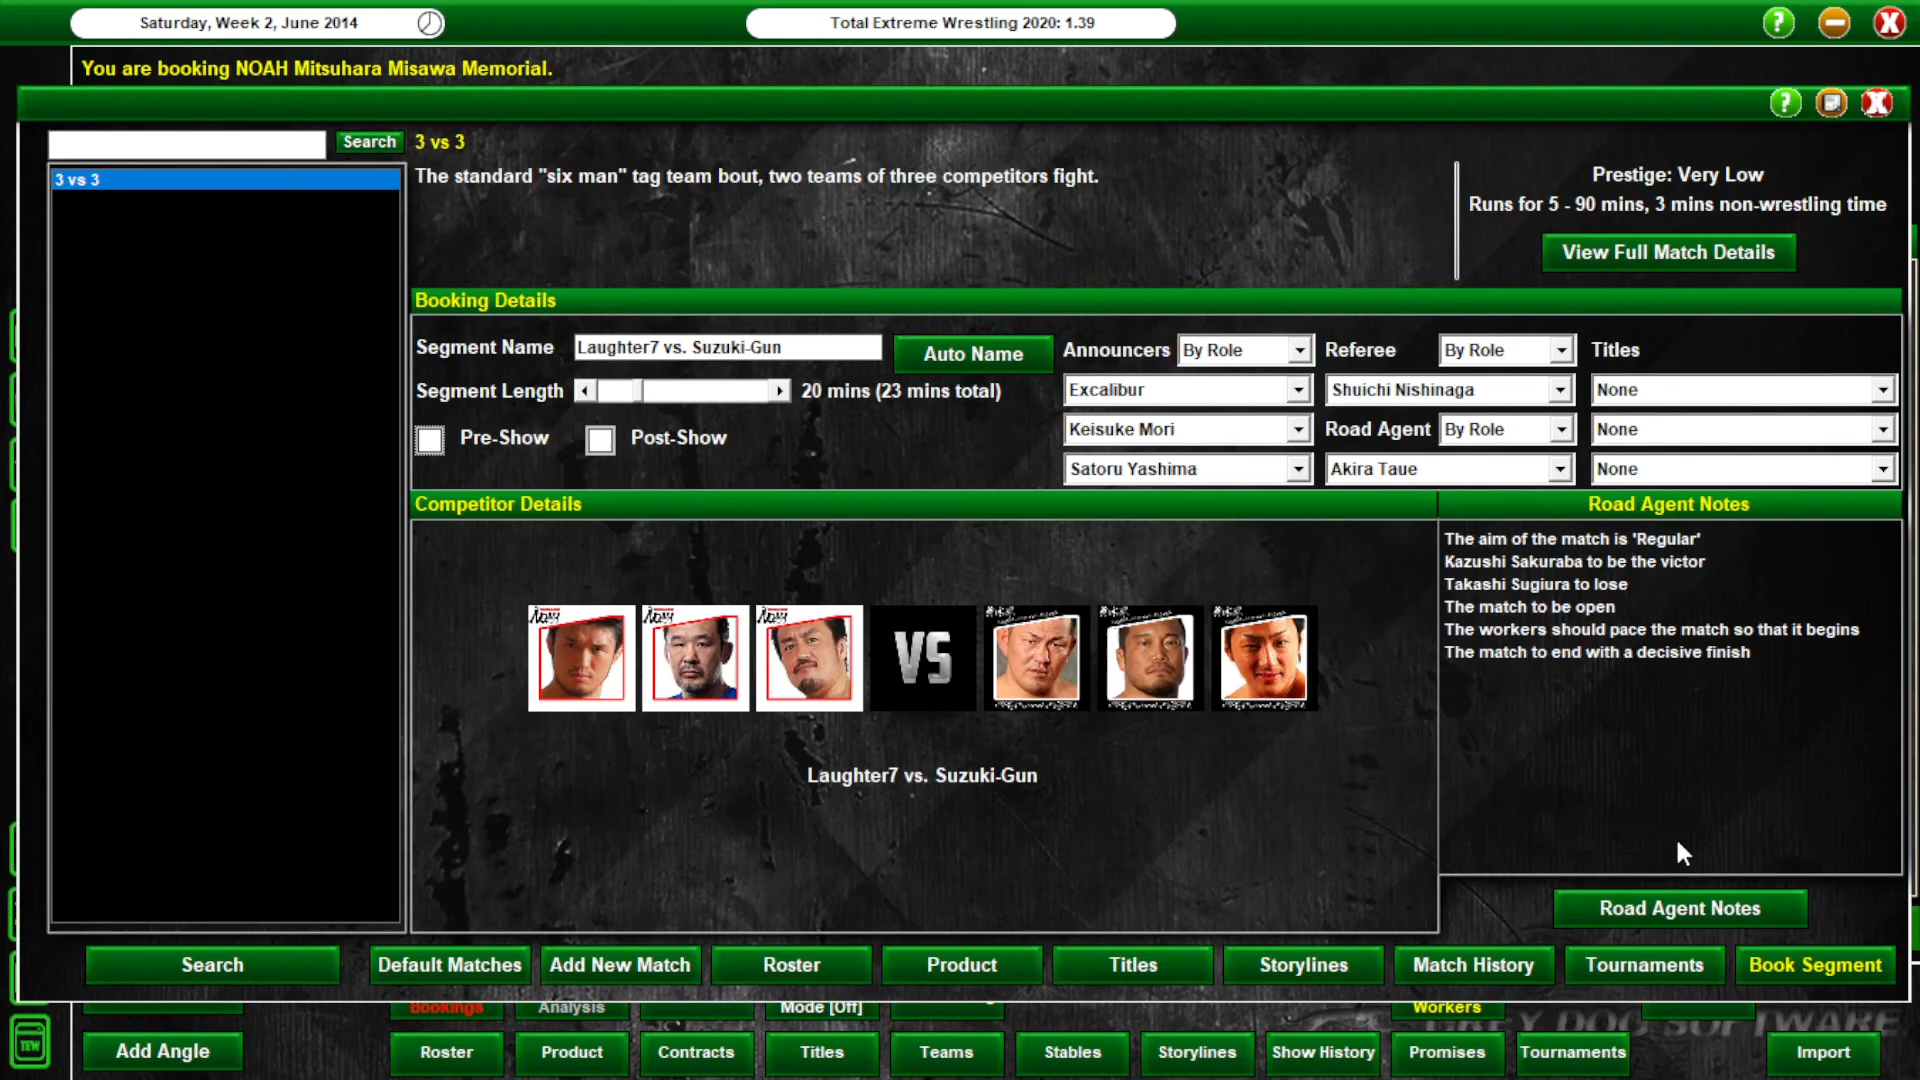 Saturday, Week 2, June 2014
Total Extreme Wrestling 2020: 1.39
You are booking NOAH Mitsuhara Misawa Memorial.
Search
3 vs 3
3 vs 3
The standard "six man" tag team bout, two teams of three competitors fight.
Prestige: Very Low
Runs for 5 - 90 mins, 3 mins non-wrestling time
View Full Match Details
Booking Details
Segment Name
Laughter7 vs. Suzuki-Gun
Auto Name
Announcers
By Role
Referee
By Role
Titles
Segment Length
20 mins (23 mins total)
Excalibur
Shuichi Nishinaga
None
Pre-Show
Post-Show
Keisuke Mori
Road Agent
By Role
None
Satoru Yashima
Akira Taue
None
Competitor Details
Road Agent Notes
The aim of the match is 'Regular'
Kazushi Sakuraba to be the victor
Takashi Sugiura to lose
The match to be open
The workers should pace the match so that it begins
The match to end with a decisive finish
VS
Laughter7 vs. Suzuki-Gun
Road Agent Notes
Search
Default Matches
Add New Match
Roster
Product
Titles
Storylines
Match History
Tournaments
Book Segment
Bookings
Analysis
Mode [Off]
Workers
GREY DOG SOFTWARE
TEW
Add Angle
Roster
Product
Contracts
Titles
Teams
Stables
Storylines
Show History
Promises
Tournaments
Import